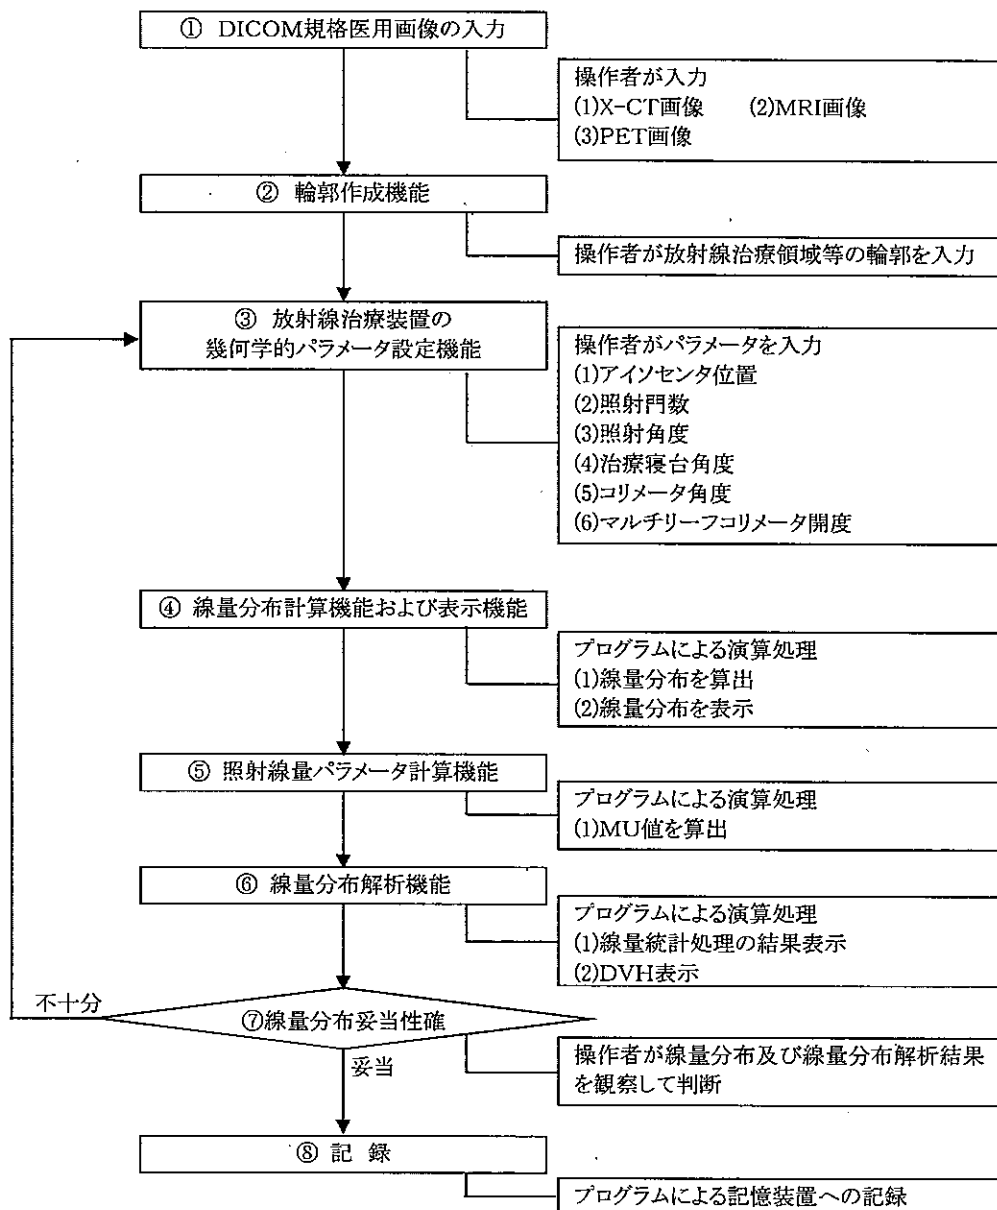 ① DICOM規格医用画像の入力
操作者が入力
(1)X-CT画像 (2)MRI画像
(3)PET画像
② 輪郭作成機能
操作者が放射線治療領域等の輪郭を入力
③ 放射線治療装置の
幾何学的パラメータ設定機能
操作者がパラメータを入力
(1)アイソセンタ位置
(2)照射門数
(3)照射角度
(4)治療寝台角度
(5)コリメータ角度
(6)マルチリーフコリメータ開度
④ 線量分布計算機能および表示機能
プログラムによる演算処理
(1)線量分布を算出
(2)線量分布を表示
⑤ 照射線量パラメータ計算機能
プログラムによる演算処理
(1)MU値を算出
⑥ 線量分布解析機能
プログラムによる演算処理
(1)線量統計処理の結果表示
(2)DVH表示
不十分
⑦線量分布妥当性確
操作者が線量分布及び線量分布解析結果
を観察して判断
妥当
⑧ 記 録
プログラムによる記憶装置への記録